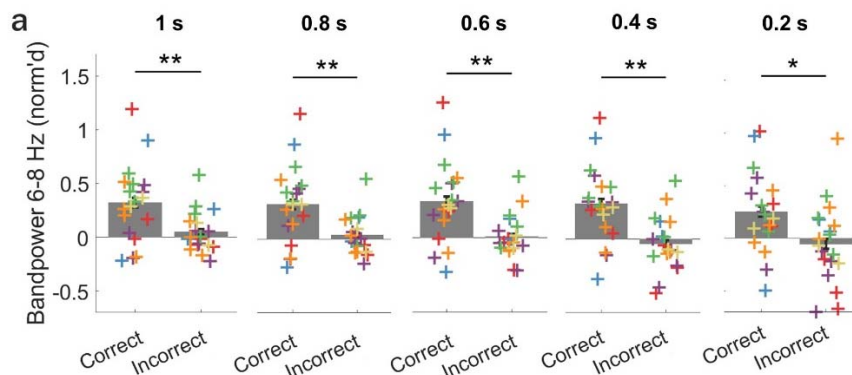 a
1 s 0.8 s 0.6 s 0.4 s 0.2 s
** ** ** ** *
Bandpower 6-8 Hz (norm'd)
1.5
1
0.5
0
-0.5
Correct Incorrect Correct Incorrect Correct Incorrect Correct Incorrect Correct Incorrect